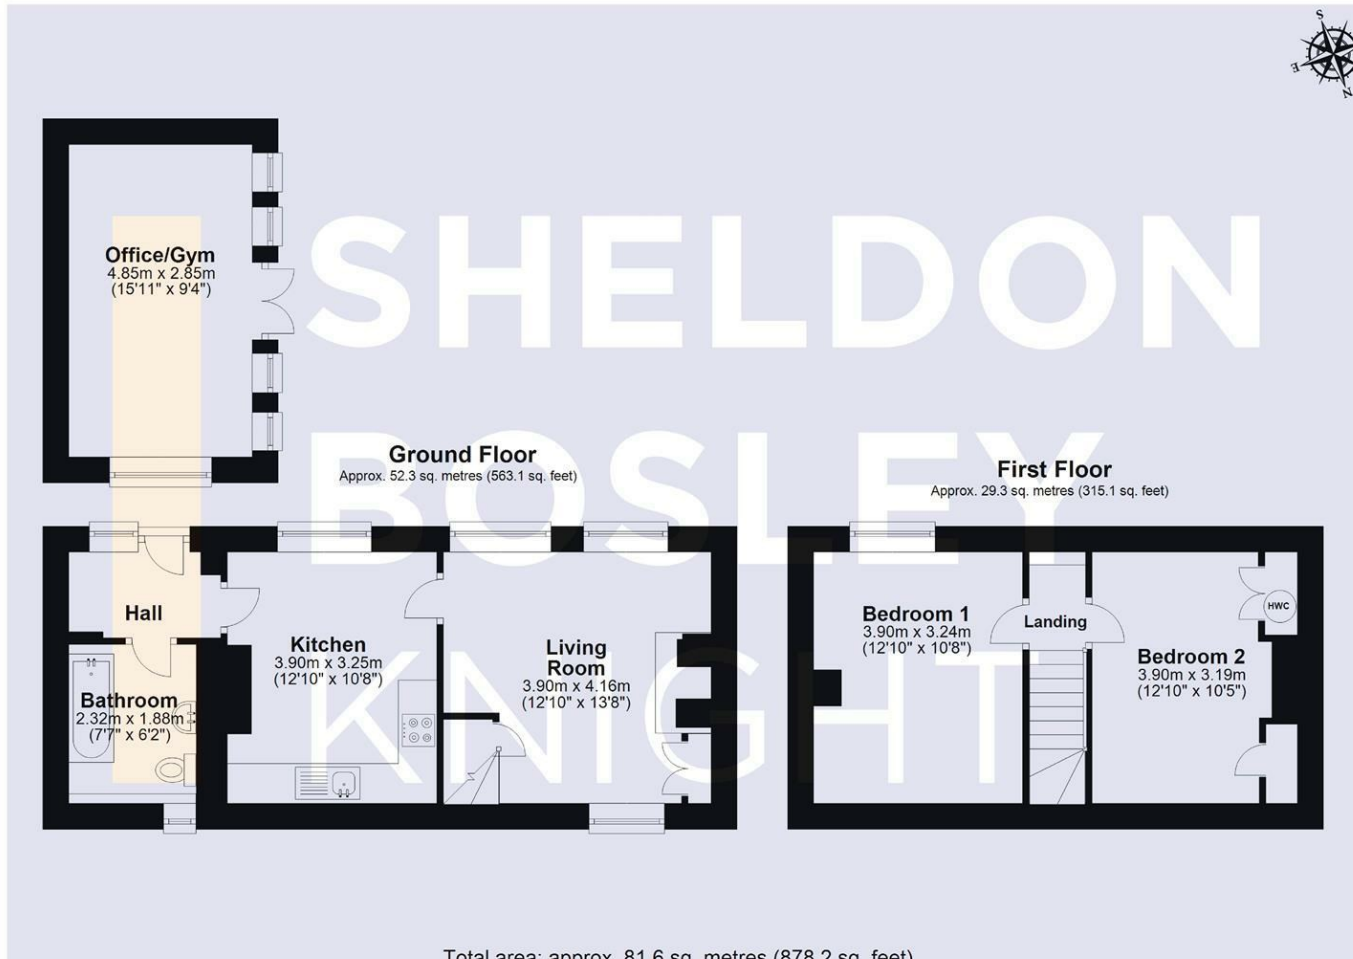 S
E
N
Office/Gym
4.85m x 2.85m
(15'11" x 9'4")
SHELDON
BOSLEY
KNIGHT
Ground Floor
Approx. 52.3 sq. metres (563.1 sq. feet)
First Floor
Approx. 29.3 sq. metres (315.1 sq. feet)
Hall
Kitchen
3.90m x 3.25m
(12'10" x 10'8")
Living
Room
3.90m x 4.16m
(12'10" x 13'8")
Bathroom
2.32m x 1.88m
(7'7" x 6'2")
Bedroom 1
3.90m x 3.24m
(12'10" x 10'8")
Landing
Bedroom 2
3.90m x 3.19m
(12'10" x 10'5")
HWC
Total area: approx. 81.6 sq. metres (878.2 sq. feet)